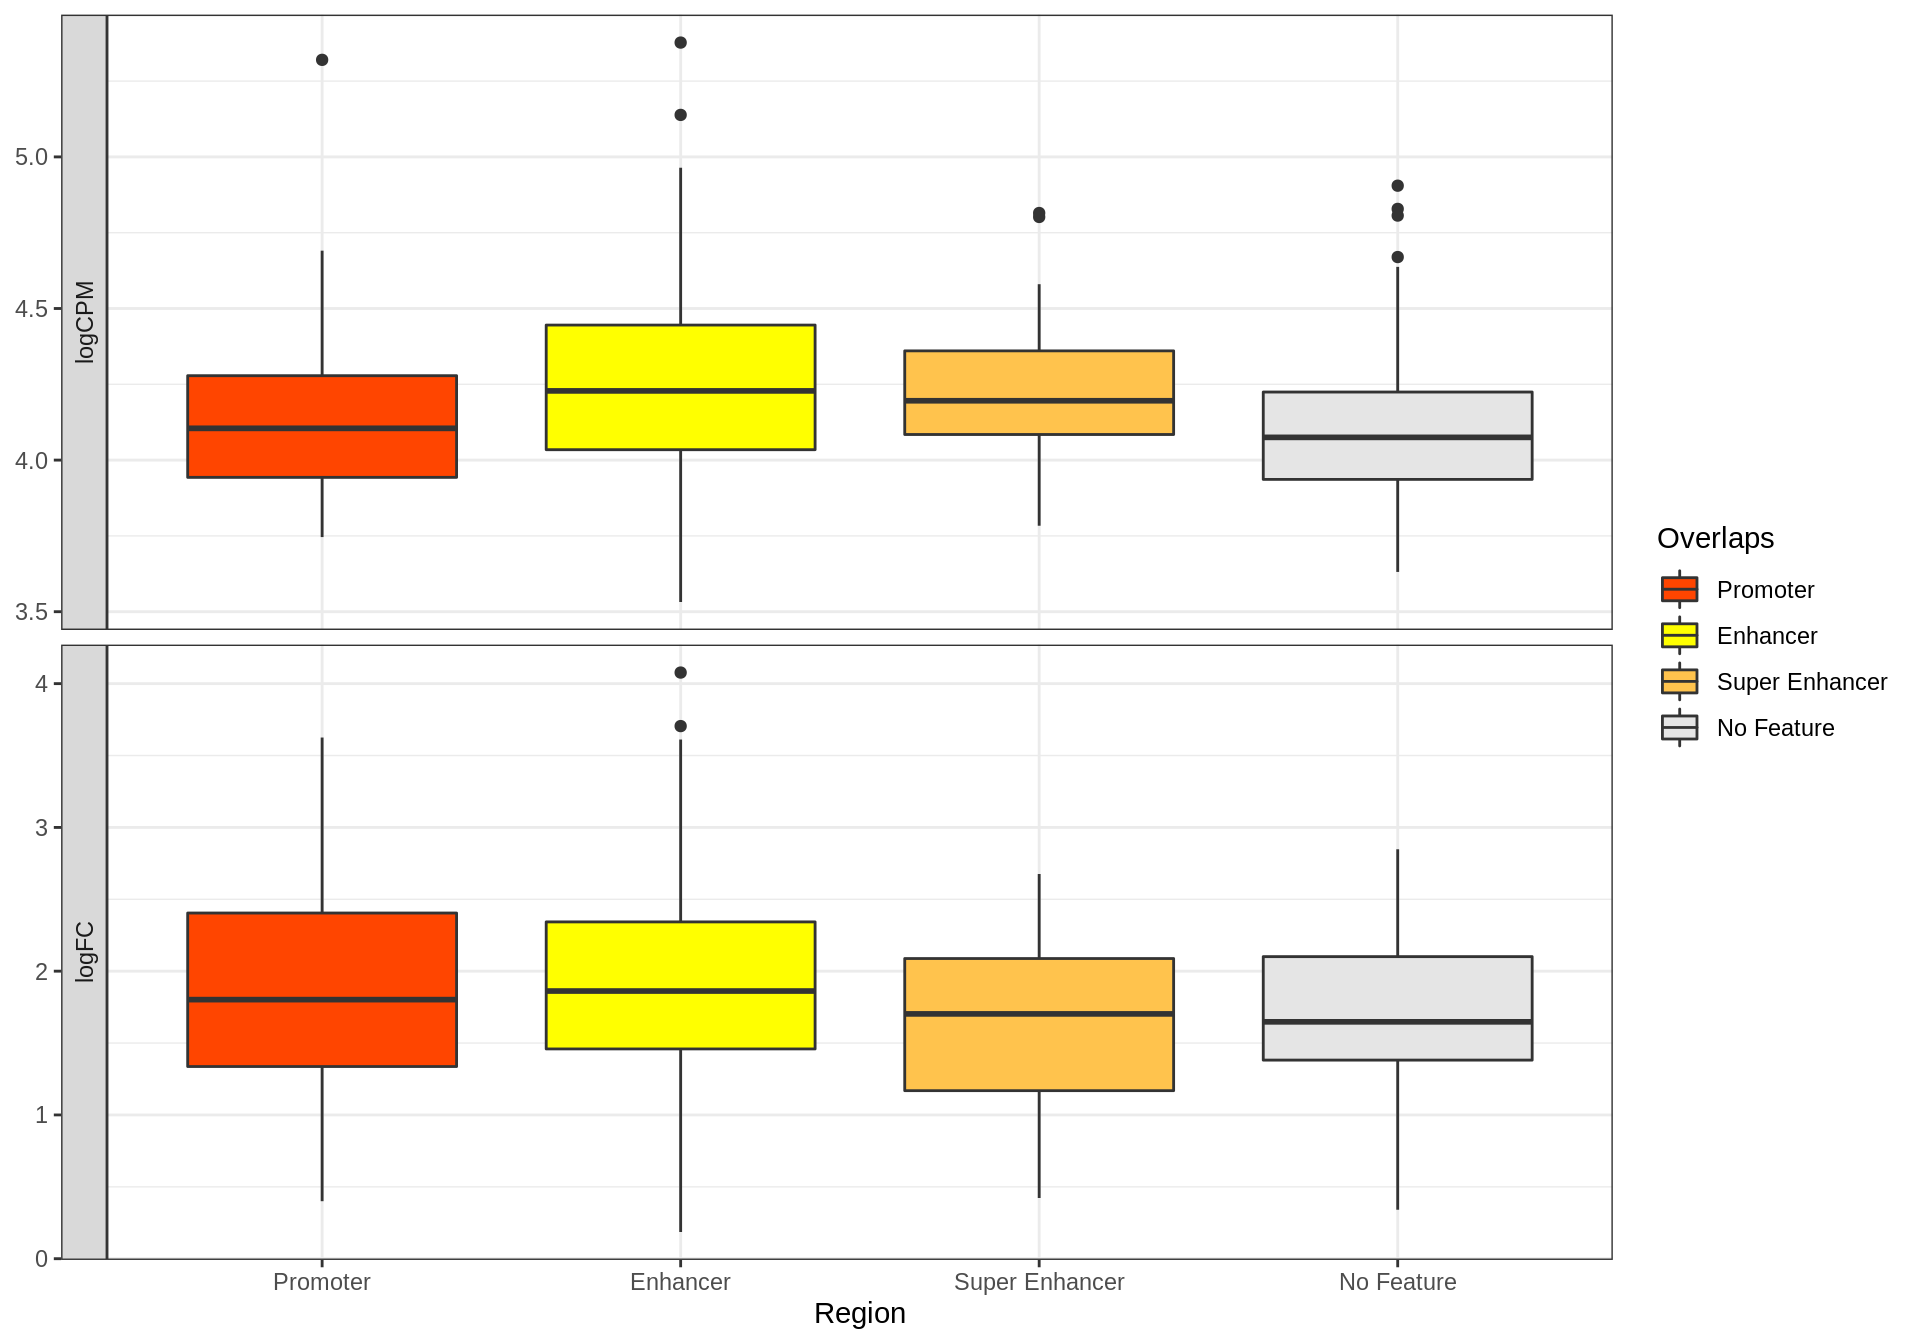 logCPM
5.0
4.5
4.0
3.5
logFC
4
3
2
1
0
Promoter
Enhancer
Super Enhancer
No Feature
Region
Overlaps
Promoter
Enhancer
Super Enhancer
No Feature